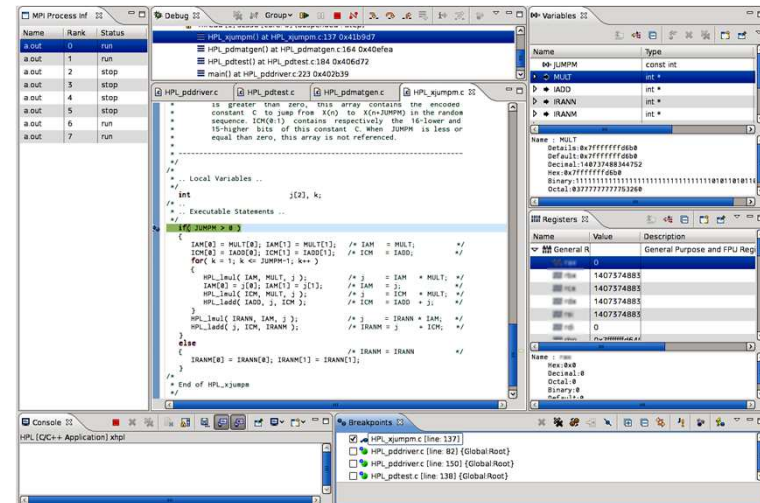 MPI Process Inf
Name Rank Status
a.out 0 run
a.out 1 run
a.out 2 stop
a.out 3 stop
a.out 4 stop
a.out 5 stop
a.out 6 run
a.out 7 run
Debug
Group
HPL_xjumpm() at HPL_xjumpm.c:137 0x41b9d7
HPL_pdmatgen() at HPL_pdmatgen.c:164 0x40efea
HPL_pdtest() at HPL_pdtest.c:184 0x406d72
main() at HPL_pddriver.c:223 0x402b39
HPL_pddriver.c HPL_pdtest.c HPL_pdmatgen.c HPL_xjumpm.c
* is greater than zero, this array contains the encoded
* constant C to jump from X(n) to X(n+JUMPM) in the random
* sequence. ICM(0:1) contains respectively the 16-lower and
* 15-higher bits of this constant C. When JUMPM is less or
* equal than zero, this array is not referenced.
*
* ---------------------------------------------------------------------
*/
/*
* .. Local Variables ..
*/
int j[2], k;
/* ..
* .. Executable Statements ..
*/
if( JUMPM > 0 )
{
IAM[0] = MULT[0]; IAM[1] = MULT[1]; /* IAM = MULT; */
ICM[0] = IADD[0]; ICM[1] = IADD[1]; /* ICM = IADD; */
for( k = 1; k <= JUMPM-1; k++ )
{
HPL_lmul( IAM, MULT, j ); /* j = IAM * MULT; */
IAM[0] = j[0]; IAM[1] = j[1]; /* IAM = j; */
HPL_lmul( ICM, MULT, j ); /* j = ICM * MULT; */
HPL_ladd( IADD, j, ICM ); /* ICM = IADD + j; */
}
HPL_lmul( IRANN, IAM, j ); /* j = IRANN * IAM; */
HPL_ladd( j, ICM, IRANM ); /* IRANM = j + ICM; */
}
else
{ /* IRANM = IRANN */
IRANM[0] = IRANN[0]; IRANM[1] = IRANN[1];
}
/*
* End of HPL_xjumpm
*/
Variables
Name Type
JUMPM const int
MULT int *
IADD int *
IRANN int *
IRANM int *
Name : MULT
Details:0x7fffffffd6b0
Default:0x7fffffffd6b0
Decimal:140737488344752
Hex:0x7fffffffd6b0
Octal:03777777777753260
Registers
Name Value Description
General R General Purpose and FPU Regi
0
1407374883
1407374883
1407374883
1407374883
0
Name :
Hex:0x0
Decimal:0
Octal:0
Binary:0
Default:0
Console
HPL [C/C++ Application] xhpl
Breakpoints
HPL_xjumpm.c [line: 137]
HPL_pddriver.c [line: 82] {Global:Root}
HPL_pddriver.c [line: 150] {Global:Root}
HPL_pdtest.c [line: 138] {Global:Root}